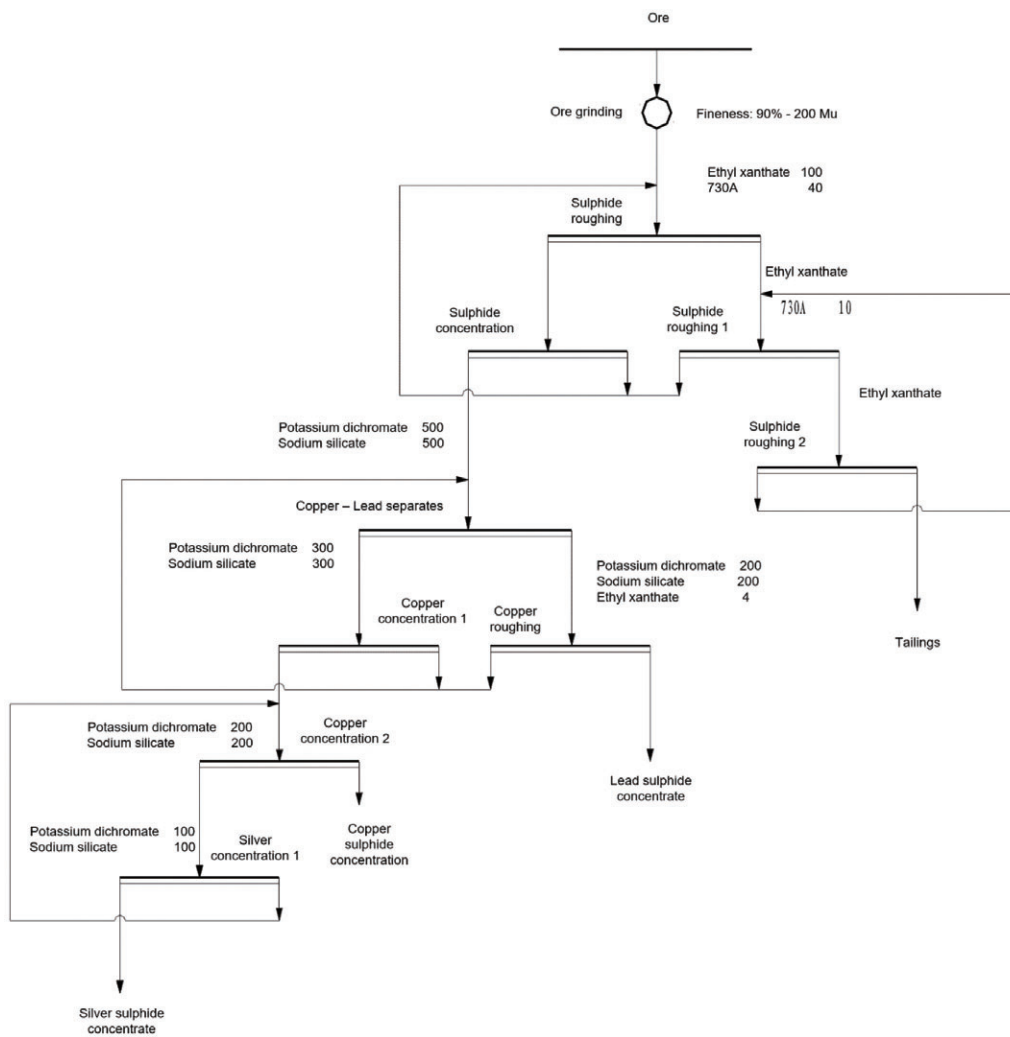 Ore
Ore grinding
Fineness: 90% - 200 Mu
Ethyl xanthate 100
730A 40
Sulphide
roughing
Ethyl xanthate
730A 10
Sulphide
concentration
Sulphide
roughing 1
Ethyl xanthate
Potassium dichromate 500
Sodium silicate 500
Sulphide
roughing 2
Copper – Lead separates
Potassium dichromate 300
Sodium silicate 300
Potassium dichromate 200
Sodium silicate 200
Ethyl xanthate 4
Copper
concentration 1
Copper
roughing
Tailings
Potassium dichromate 200
Sodium silicate 200
Copper
concentration 2
Lead sulphide
concentrate
Potassium dichromate 100
Sodium silicate 100
Silver
concentration 1
Copper
sulphide
concentration
Silver sulphide
concentrate